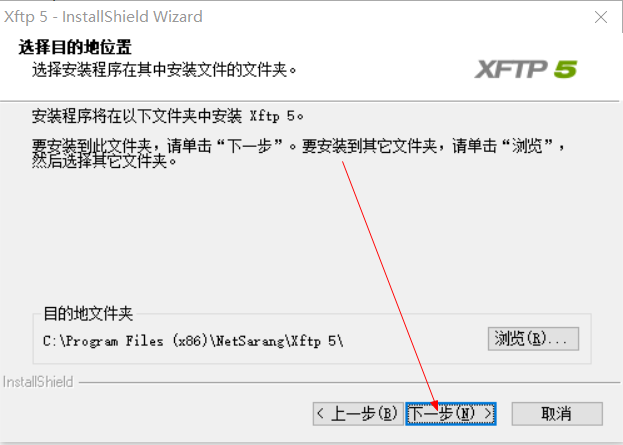 Xftp 5 - InstallShield Wizard
选择目的地位置
选择安装程序在其中安装文件的文件夹。
XFTP 5
安装程序将在以下文件夹中安装 Xftp 5。
要安装到此文件夹，请单击“下一步”。要安装到其它文件夹，请单击“浏览”，
然后选择其它文件夹。
目的地文件夹
C:\Program Files (x86)\NetSarang\Xftp 5\
浏览(R)...
InstallShield
< 上一步(B)
下一步(N) >
取消